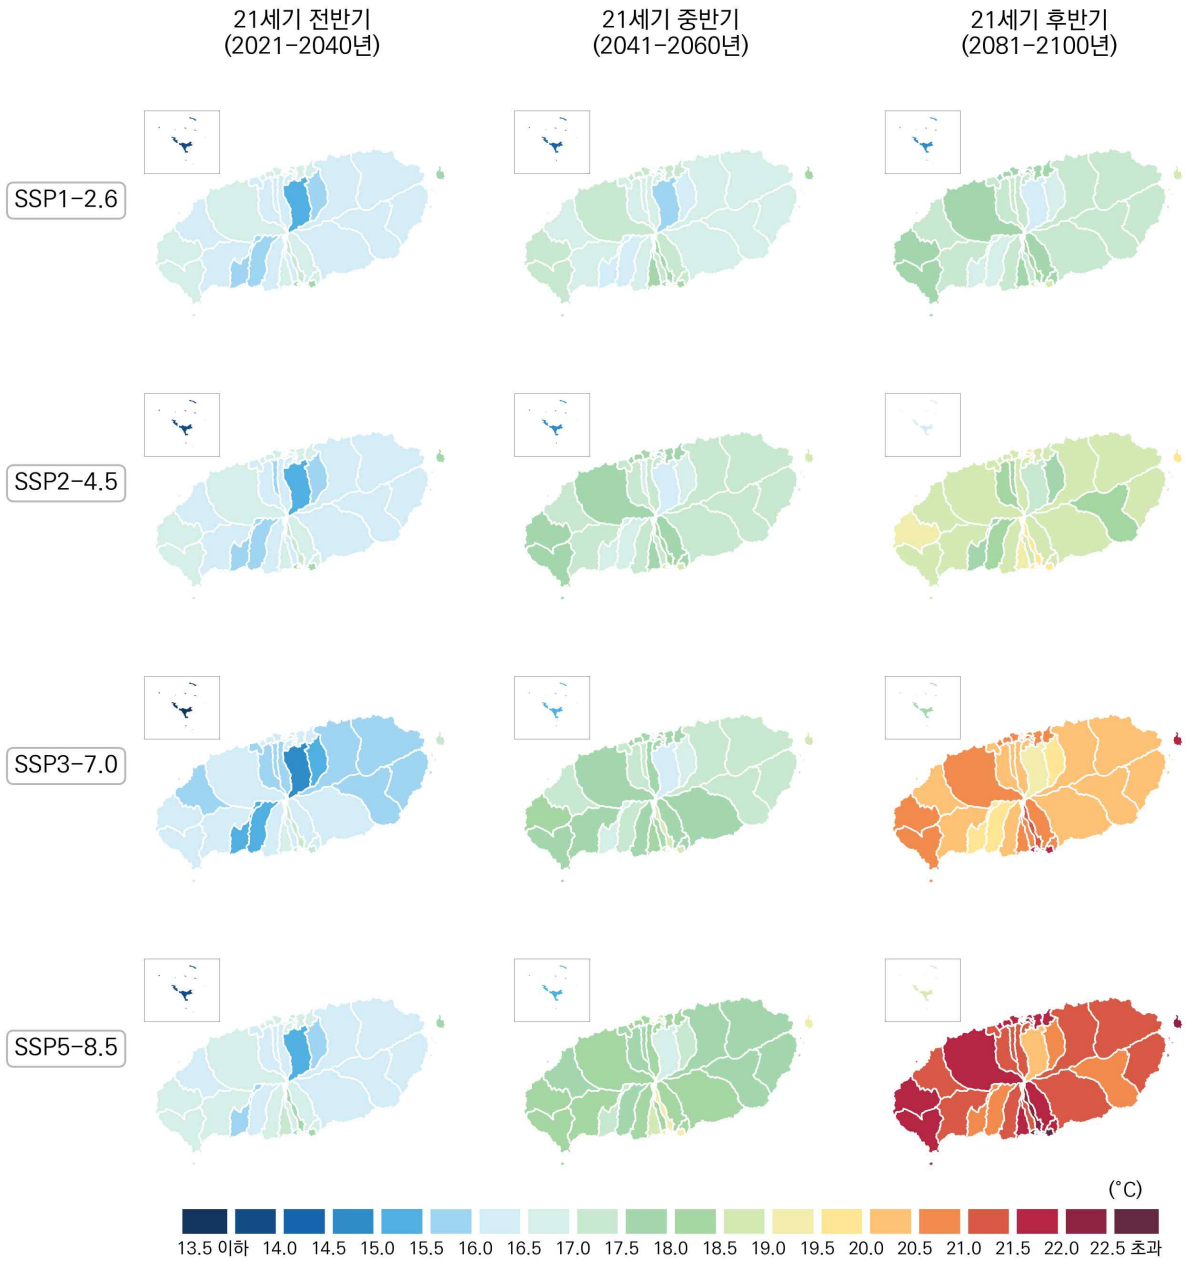 21세기 전반기
(2021-2040년)
21세기 중반기
(2041-2060년)
21세기 후반기
(2081-2100년)
SSP1-2.6
SSP2-4.5
SSP3-7.0
SSP5-8.5
(°C)
13.5 이하 14.0 14.5 15.0 15.5 16.0 16.5 17.0 17.5 18.0 18.5 19.0 19.5 20.0 20.5 21.0 21.5 22.0 22.5 초과